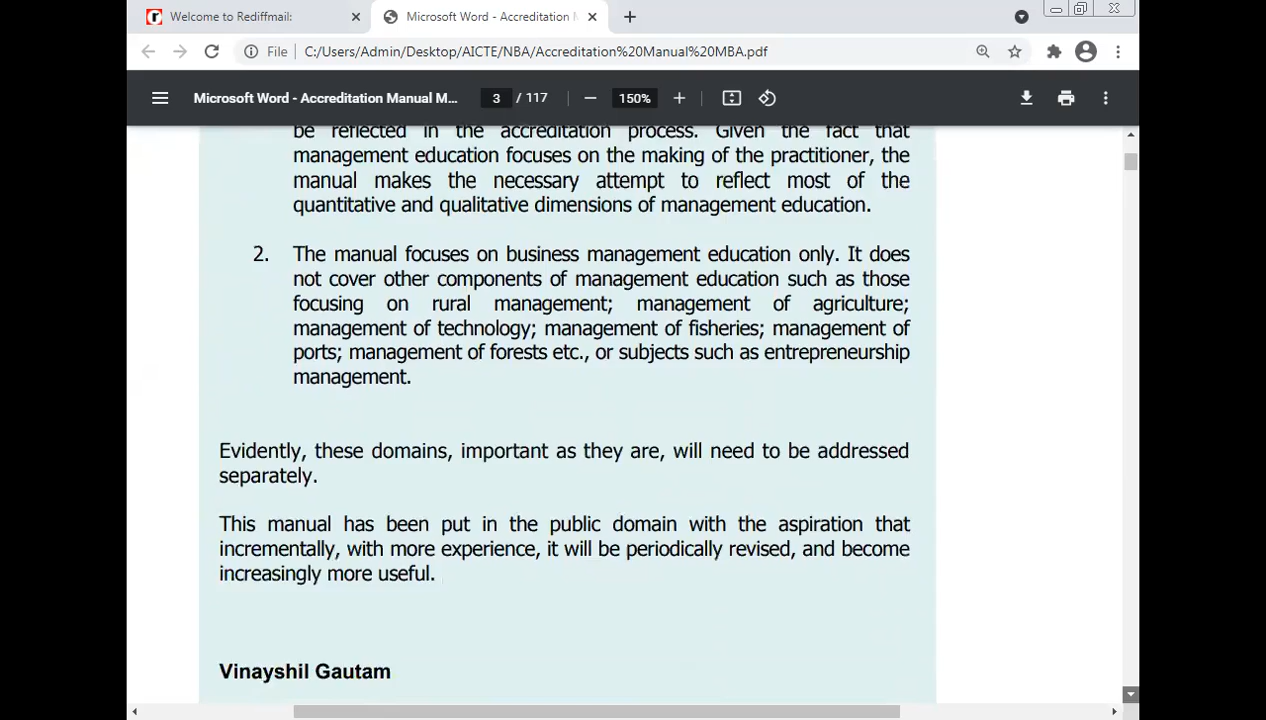 Welcome to Rediffmail:
Microsoft Word - Accreditation M
File C:/Users/Admin/Desktop/AICTE/NBA/Accreditation%20Manual%20MBA.pdf
Microsoft Word - Accreditation Manual M... 3 / 117 150%
be reflected in the accreditation process. Given the fact that
management education focuses on the making of the practitioner, the
manual makes the necessary attempt to reflect most of the
quantitative and qualitative dimensions of management education.
2. The manual focuses on business management education only. It does
not cover other components of management education such as those
focusing on rural management; management of agriculture;
management of technology; management of fisheries; management of
ports; management of forests etc., or subjects such as entrepreneurship
management.
Evidently, these domains, important as they are, will need to be addressed
separately.
This manual has been put in the public domain with the aspiration that
incrementally, with more experience, it will be periodically revised, and become
increasingly more useful.
Vinayshil Gautam